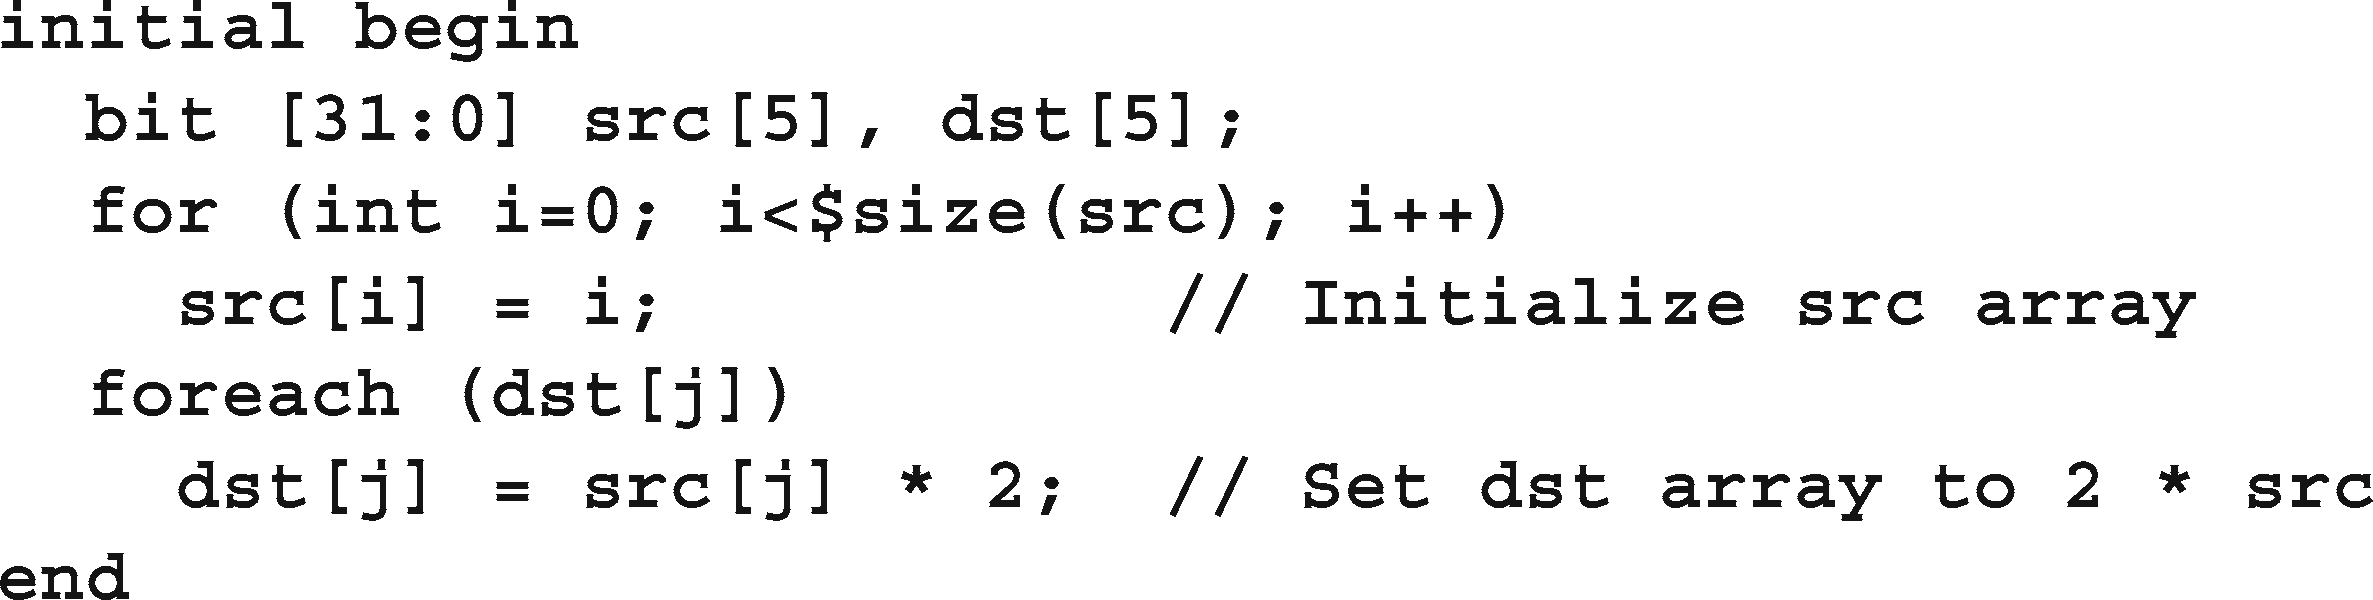 initial begin
  bit [31:0] src[5], dst[5];
  for (int i=0; i<$size(src); i++)
    src[i] = i;           // Initialize src array
  foreach (dst[j])
    dst[j] = src[j] * 2;  // Set dst array to 2 * src
end